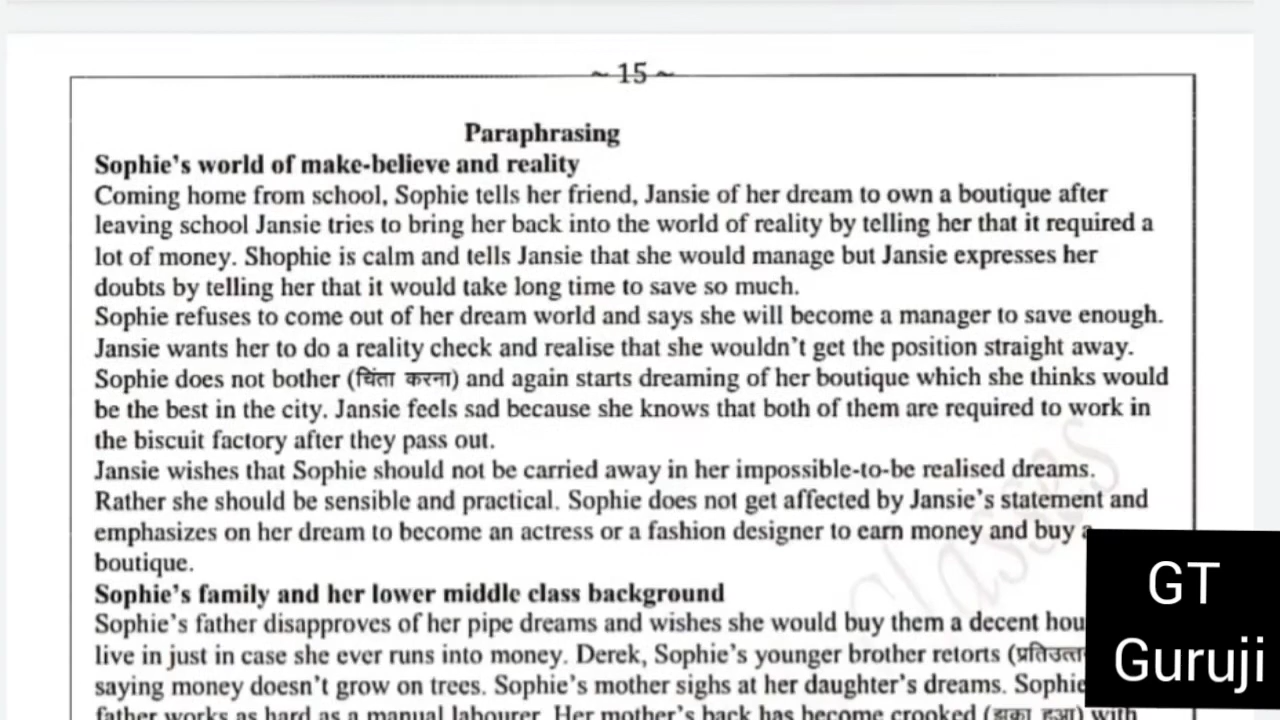 ~ 15 ~
Paraphrasing
Sophie's world of make-believe and reality
Coming home from school, Sophie tells her friend, Jansie of her dream to own a boutique after
leaving school Jansie tries to bring her back into the world of reality by telling her that it required a
lot of money. Shophie is calm and tells Jansie that she would manage but Jansie expresses her
doubts by telling her that it would take long time to save so much.
Sophie refuses to come out of her dream world and says she will become a manager to save enough.
Jansie wants her to do a reality check and realise that she wouldn't get the position straight away.
Sophie does not bother (चिंता करना) and again starts dreaming of her boutique which she thinks would
be the best in the city. Jansie feels sad because she knows that both of them are required to work in
the biscuit factory after they pass out.
Jansie wishes that Sophie should not be carried away in her impossible-to-be realised dreams.
Rather she should be sensible and practical. Sophie does not get affected by Jansie's statement and
emphasizes on her dream to become an actress or a fashion designer to earn money and buy a
boutique.
Sophie's family and her lower middle class background
Sophie's father disapproves of her pipe dreams and wishes she would buy them a decent
live in just in case she ever runs into money. Derek, Sophie's younger brother retorts
saying money doesn't grow on trees. Sophie's mother sighs at her daughter's dreams.
father works as hard as a manual labourer. Her mother's back has become crooked (झुका हुआ) with
Classes
GT
Guruji